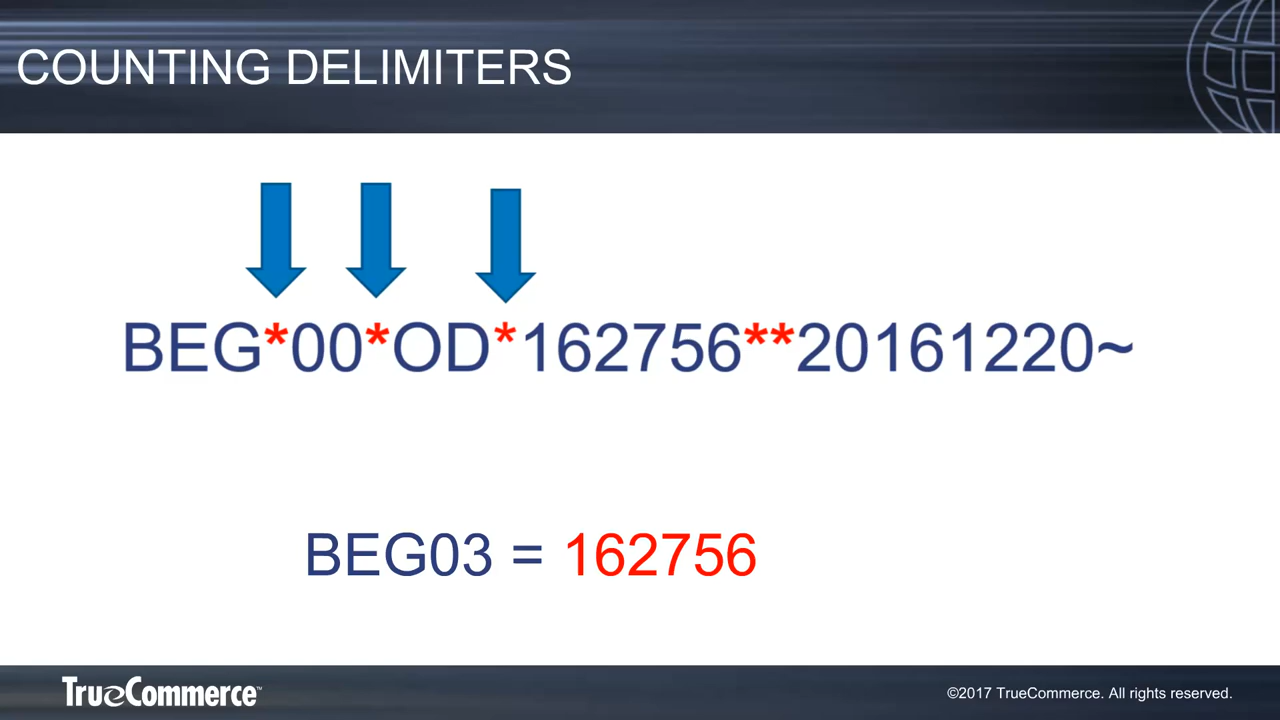 COUNTING DELIMITERS
BEG*00*OD*162756**20161220~
BEG03 = 162756
TrueCommerce™
©2017 TrueCommerce. All rights reserved.